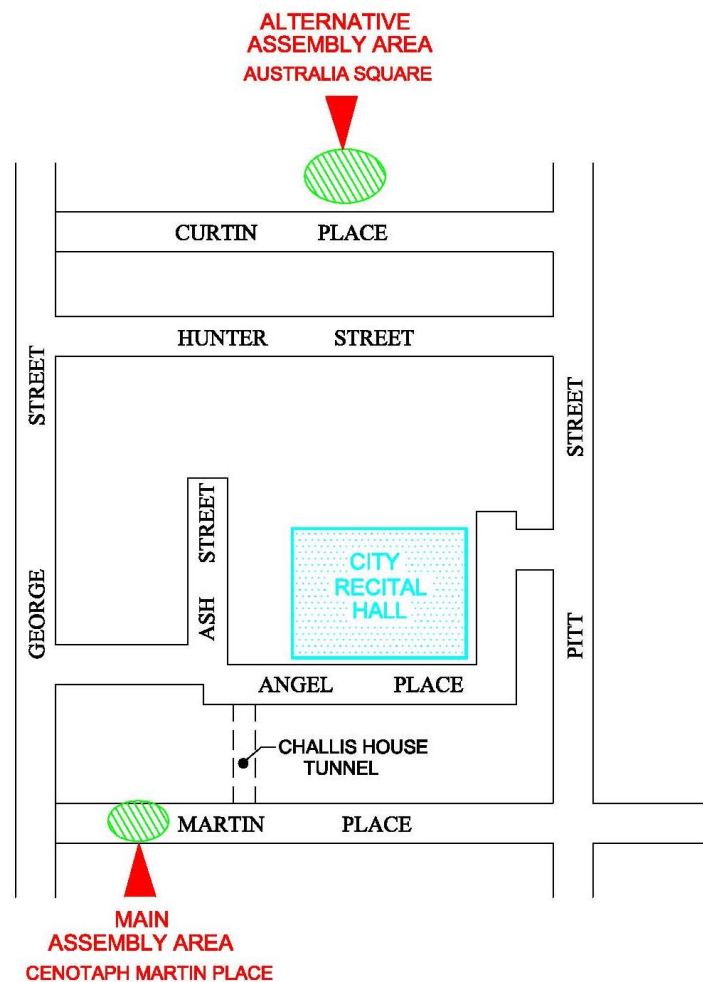 ALTERNATIVE
ASSEMBLY AREA
AUSTRALIA SQUARE
CURTIN PLACE
HUNTER STREET
STREET
STREET
STREET
CITY
RECITAL
HALL
ASH
GEORGE
PITT
ANGEL PLACE
CHALLIS HOUSE
TUNNEL
MARTIN PLACE
MAIN
ASSEMBLY AREA
CENOTAPH MARTIN PLACE